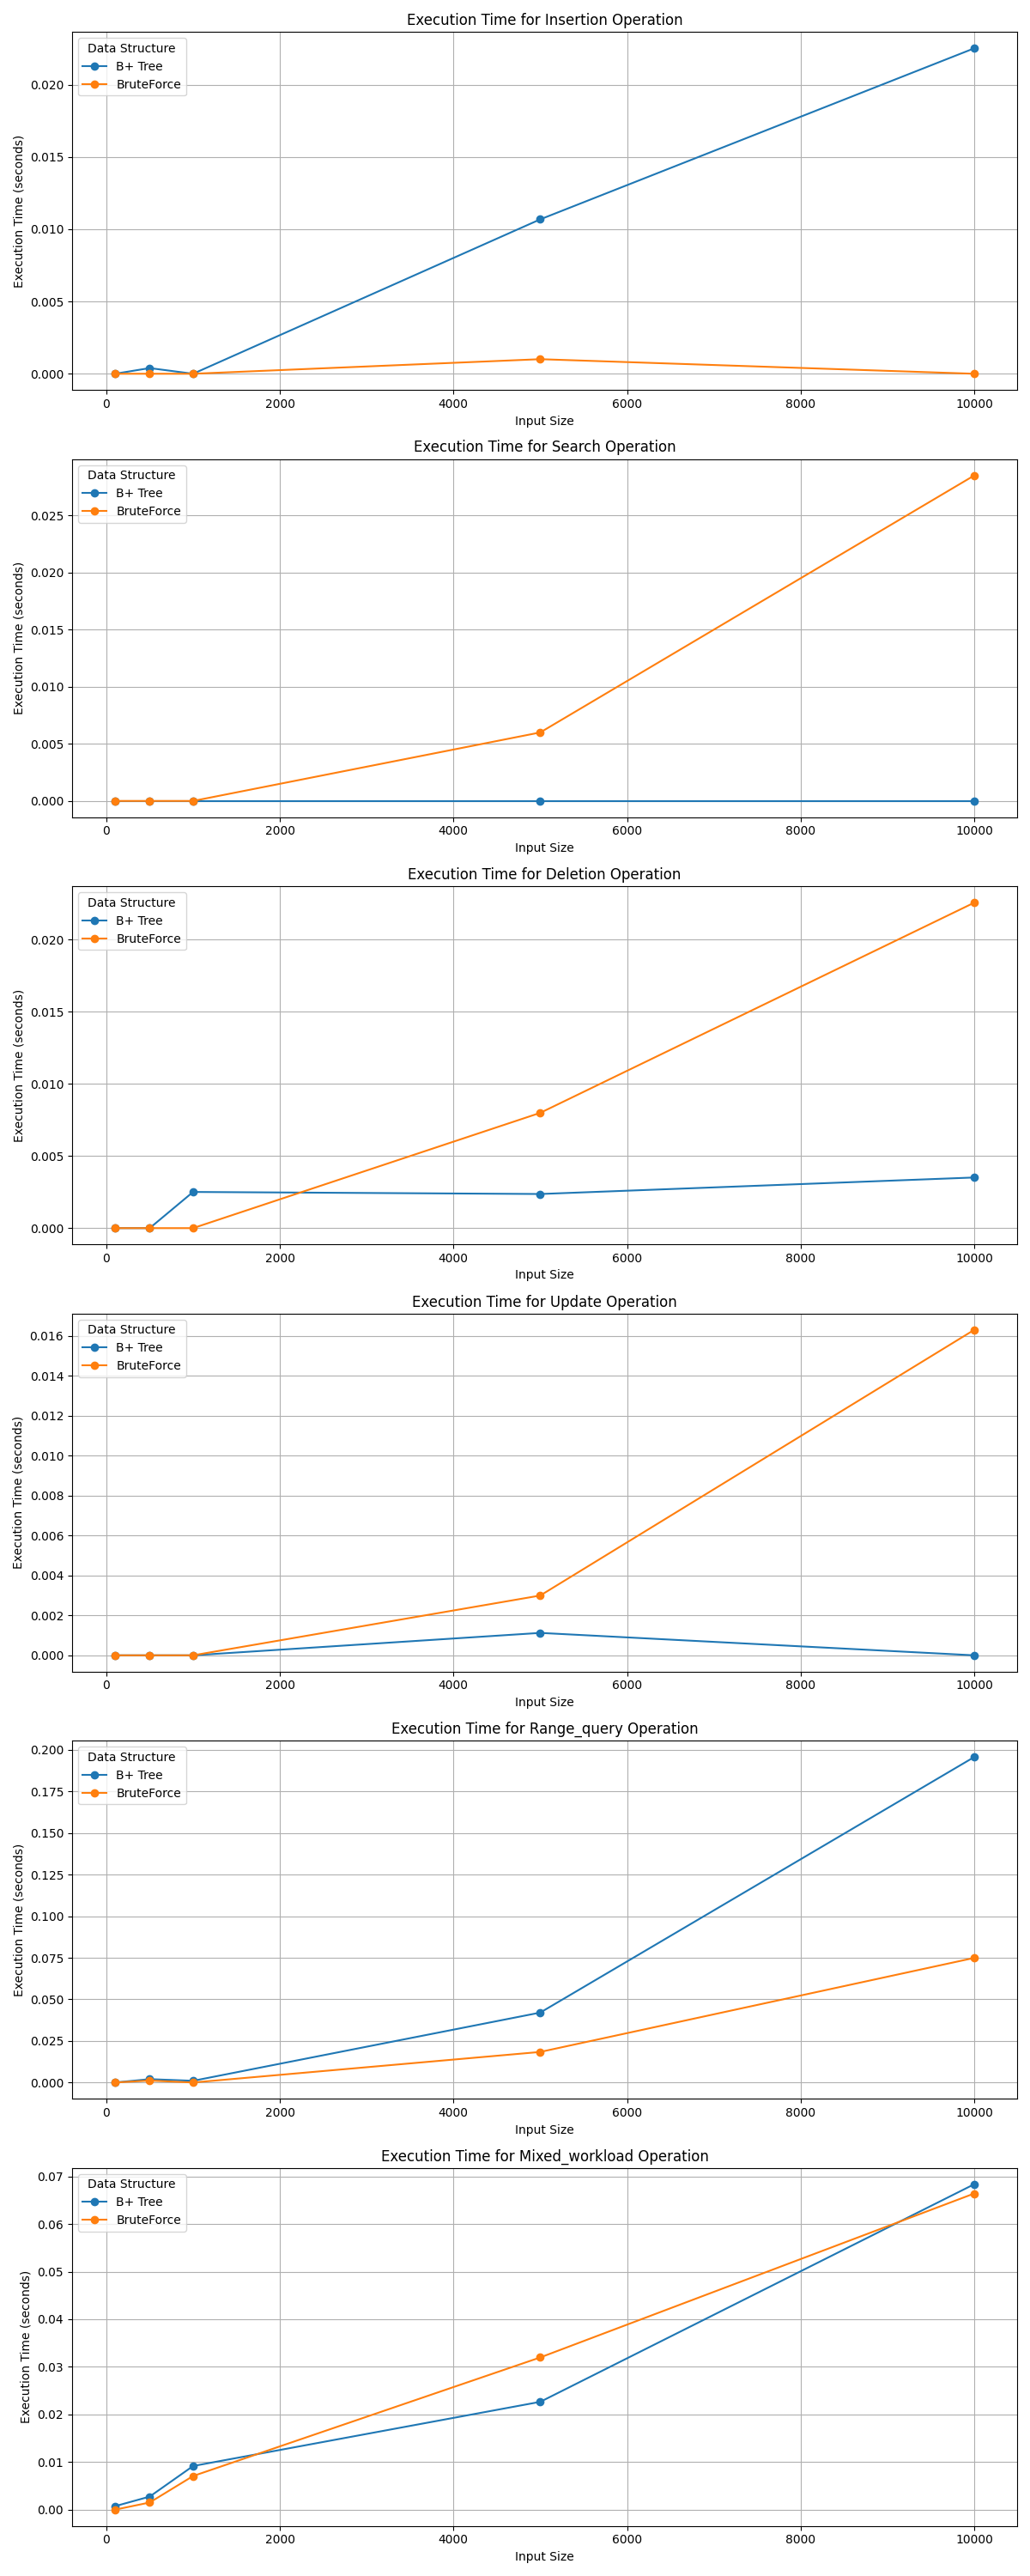 Execution Time for Insertion Operation
Data Structure
B+ Tree
BruteForce
Execution Time (seconds)
0.020
0.015
0.010
0.005
0.000
0 2000 4000 6000 8000 10000
Input Size
Execution Time for Search Operation
Data Structure
B+ Tree
BruteForce
Execution Time (seconds)
0.025
0.020
0.015
0.010
0.005
0.000
0 2000 4000 6000 8000 10000
Input Size
Execution Time for Deletion Operation
Data Structure
B+ Tree
BruteForce
Execution Time (seconds)
0.020
0.015
0.010
0.005
0.000
0 2000 4000 6000 8000 10000
Input Size
Execution Time for Update Operation
Data Structure
B+ Tree
BruteForce
Execution Time (seconds)
0.016
0.014
0.012
0.010
0.008
0.006
0.004
0.002
0.000
0 2000 4000 6000 8000 10000
Input Size
Execution Time for Range_query Operation
Data Structure
B+ Tree
BruteForce
Execution Time (seconds)
0.200
0.175
0.150
0.125
0.100
0.075
0.050
0.025
0.000
0 2000 4000 6000 8000 10000
Input Size
Execution Time for Mixed_workload Operation
Data Structure
B+ Tree
BruteForce
Execution Time (seconds)
0.07
0.06
0.05
0.04
0.03
0.02
0.01
0.00
0 2000 4000 6000 8000 10000
Input Size